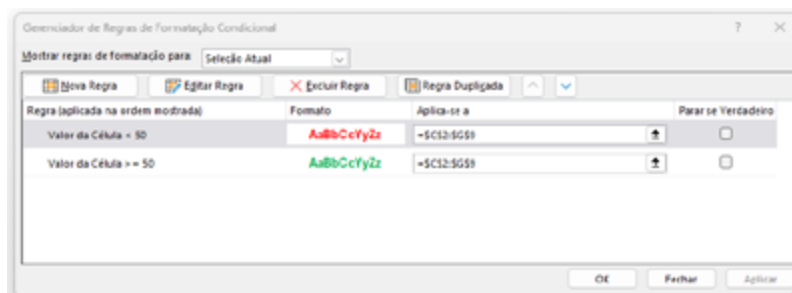 Gerenciador de Regras de Formatação Condicional ? ×
Mostrar regras de formatação para: Seleção Atual
Nova Regra Editar Regra Excluir Regra Regra Duplicada
Regra (aplicada na ordem mostrada) Formato Aplica-se a Parar se Verdadeiro
Valor da Célula < 50 AaBbCcYyZz =$C$2:$G$9
Valor da Célula >= 50 AaBbCcYyZz =$C$2:$G$9
OK Fechar Aplicar